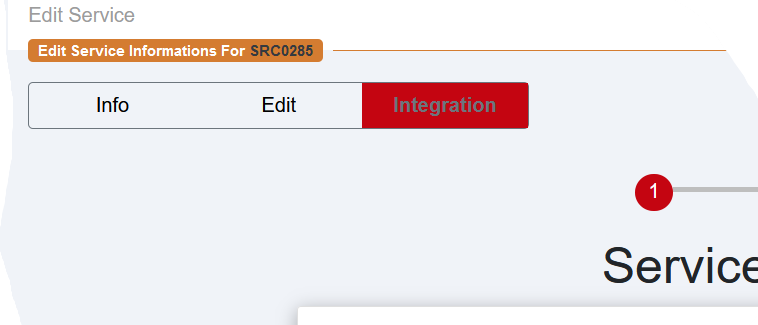 Edit Service
Edit Service Informations For SRC0285
Info Edit Integration
1
Service